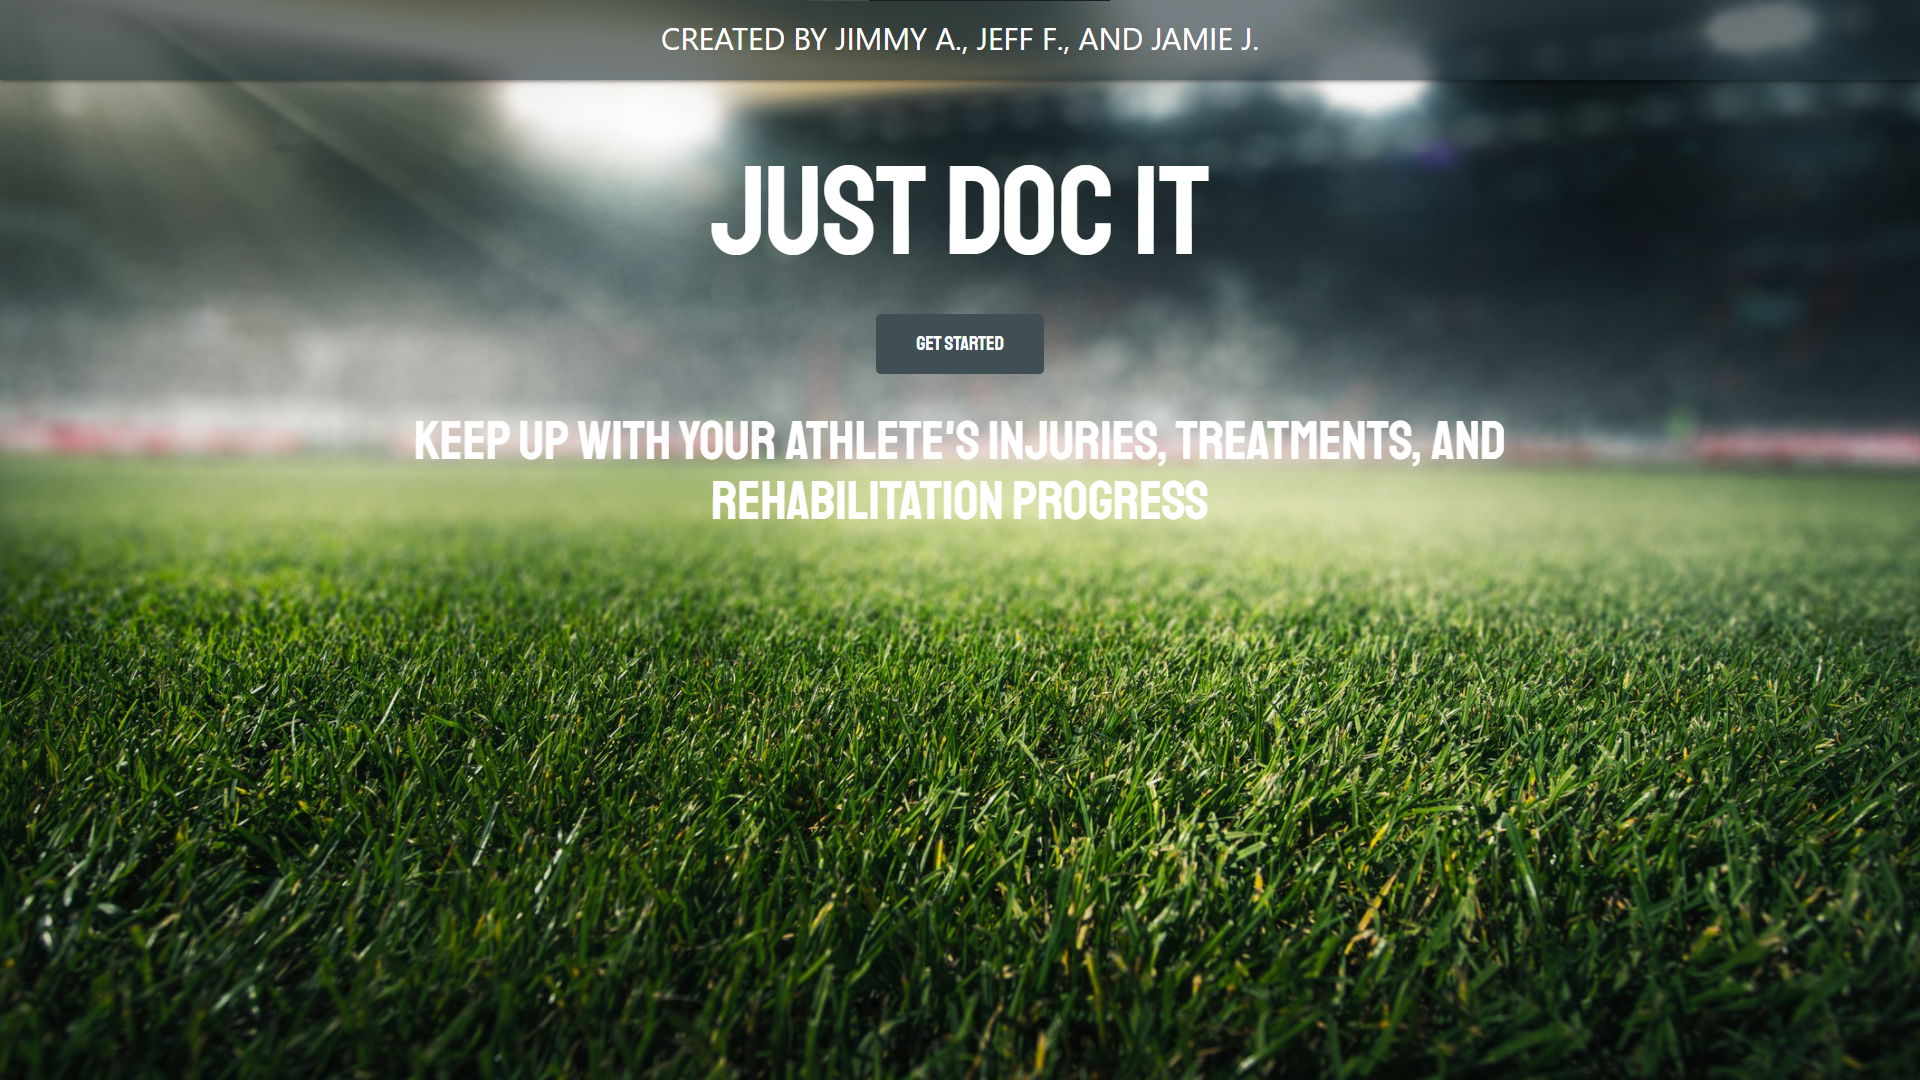 CREATED BY JIMMY A., JEFF F., AND JAMIE J.
JUST DOC IT
GET STARTED
KEEP UP WITH YOUR ATHLETE'S INJURIES, TREATMENTS, AND
REHABILITATION PROGRESS